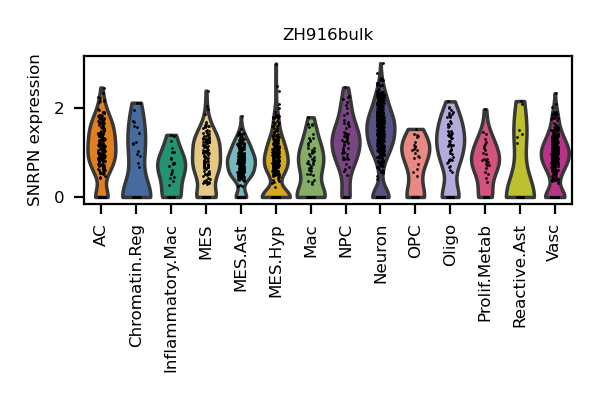 ZH916bulk
SNRPN expression
2
0
AC
Chromatin.Reg
Inflammatory.Mac
MES
MES.Ast
MES.Hyp
Mac
NPC
Neuron
OPC
Oligo
Prolif.Metab
Reactive.Ast
Vasc